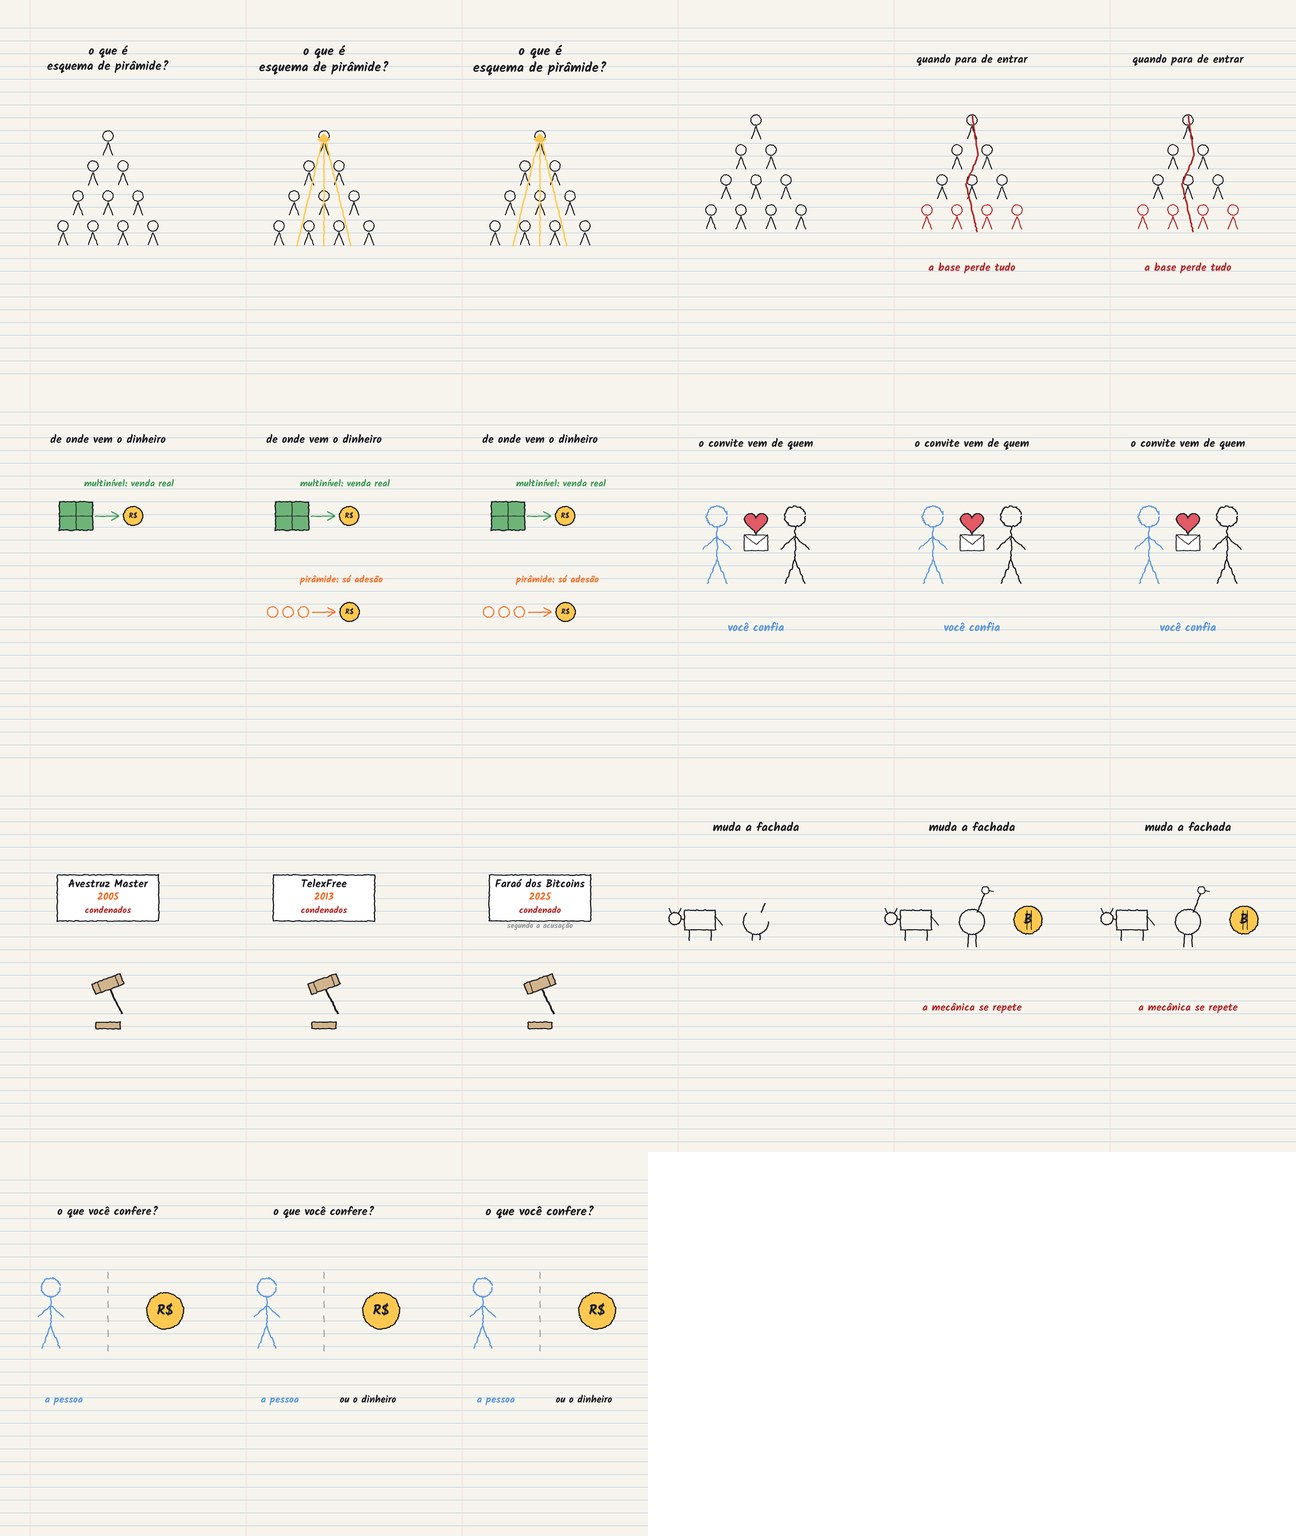 o que é
esquema de pirâmide?
o que é
esquema de pirâmide?
o que é
esquema de pirâmide?
quando para de entrar
quando para de entrar
a base perde tudo
a base perde tudo
de onde vem o dinheiro
de onde vem o dinheiro
de onde vem o dinheiro
o convite vem de quem
o convite vem de quem
o convite vem de quem
multinível: venda real
multinível: venda real
multinível: venda real
R$
R$
R$
pirâmide: só adesão
pirâmide: só adesão
R$
R$
você confia
você confia
você confia
muda a fachada
muda a fachada
muda a fachada
Avestruz Master
2005
condenados
TelexFree
2013
condenados
Faraó dos Bitcoins
2025
condenado
segundo a acusação
B
B
a mecânica se repete
a mecânica se repete
o que você confere?
o que você confere?
o que você confere?
R$
R$
R$
a pessoa
a pessoa
ou o dinheiro
a pessoa
ou o dinheiro